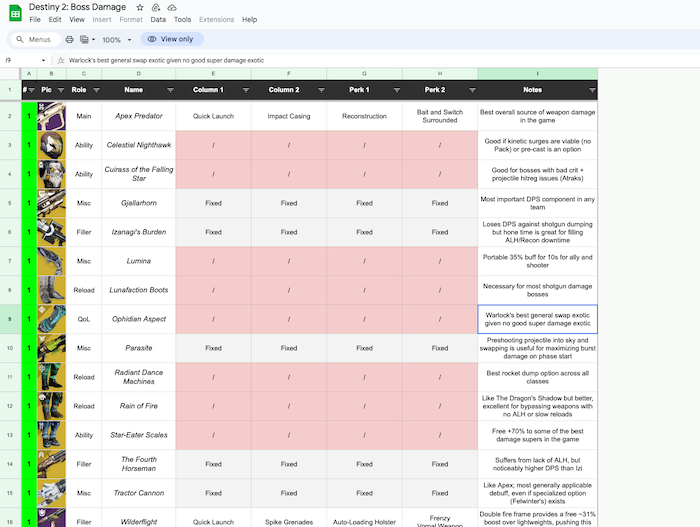 Destiny 2: Boss Damage
File Edit View Insert Format Data Tools Extensions Help
Menus 100% View only
I9 fx Warlock's best general swap exotic given no good super damage exotic
A B C D E F G H I
1 # Pic Role Name Column 1 Column 2 Perk 1 Perk 2 Notes
2 1 Main Apex Predator Quick Launch Impact Casing Reconstruction Bait and Switch
Surrounded Best overall source of weapon damage
in the game
3 1 Ability Celestial Nighthawk / / / / Good if kinetic surges are viable (no
Pack) or pre-cast is an option
4 1 Ability Cuirass of the Falling
Star / / / / Good for bosses with bad crit +
projectile hitreg issues (Atraks)
5 1 Misc Gjallarhorn Fixed Fixed Fixed Fixed Most important DPS component in any
team
6 1 Filler Izanagi's Burden Fixed Fixed Fixed Fixed Loses DPS against shotgun dumping
but hone time is great for filling
ALH/Recon downtime
7 1 Misc Lumina / / / / Portable 35% buff for 10s for ally and
shooter
8 1 Reload Lunafaction Boots / / / / Necessary for most shotgun damage
bosses
9 1 QoL Ophidian Aspect / / / / Warlock's best general swap exotic
given no good super damage exotic
10 1 Misc Parasite Fixed Fixed Fixed Fixed Preshooting projectile into sky and
swapping is useful for maximizing burst
damage on phase start
11 1 Reload Radiant Dance
Machines / / / / Best rocket dump option across all
classes
12 1 Reload Rain of Fire / / / / Like The Dragon's Shadow but better,
excellent for bypassing weapons with
no ALH or slow reloads
13 1 Ability Star-Eater Scales / / / / Free +70% to some of the best
damage supers in the game
14 1 Filler The Fourth
Horseman Fixed Fixed Fixed Fixed Suffers from lack of ALH, but
noticeably higher DPS than Izi
15 1 Misc Tractor Cannon Fixed Fixed Fixed Fixed Like Apex; most generally applicable
debuff, even if specialized option
(Felwinter's) exists
16 1 Filler Wilderflight Quick Launch Spike Grenades Auto-Loading Holster Frenzy
Vorpal Weapon Double fire frame provides a free ~31%
boost over lightweights, pushing this